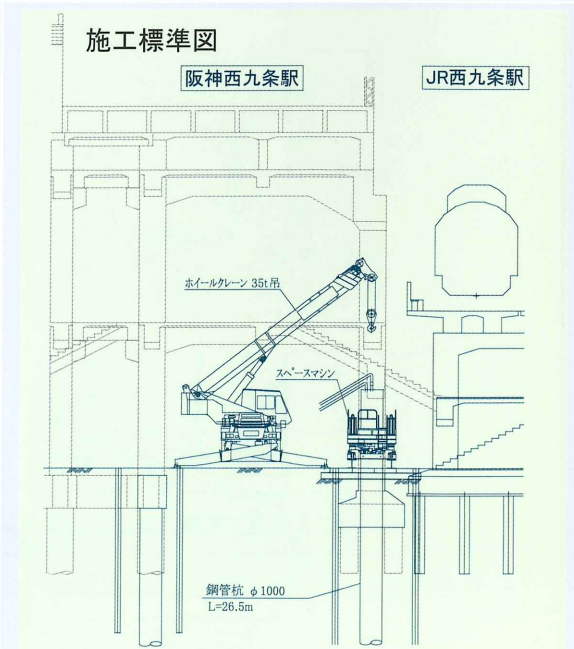 施工標準図
阪神西九条駅
JR西九条駅
ホイールクレーン 35t吊
スペースマシン
鋼管杭 φ1000
L=26.5m